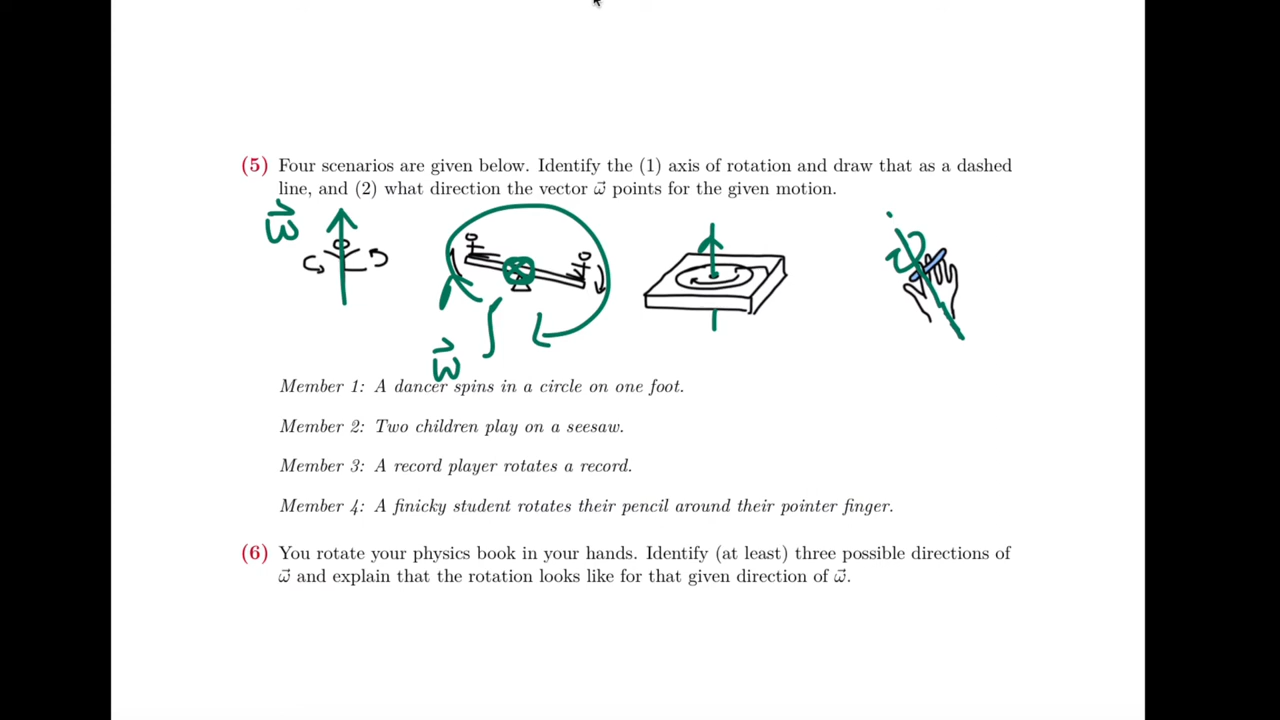 (5) Four scenarios are given below. Identify the (1) axis of rotation and draw that as a dashed
line, and (2) what direction the vector ω⃗ points for the given motion.
ω⃗
ω⃗
Member 1: A dancer spins in a circle on one foot.
Member 2: Two children play on a seesaw.
Member 3: A record player rotates a record.
Member 4: A finicky student rotates their pencil around their pointer finger.
(6) You rotate your physics book in your hands. Identify (at least) three possible directions of
ω⃗ and explain that the rotation looks like for that given direction of ω⃗.